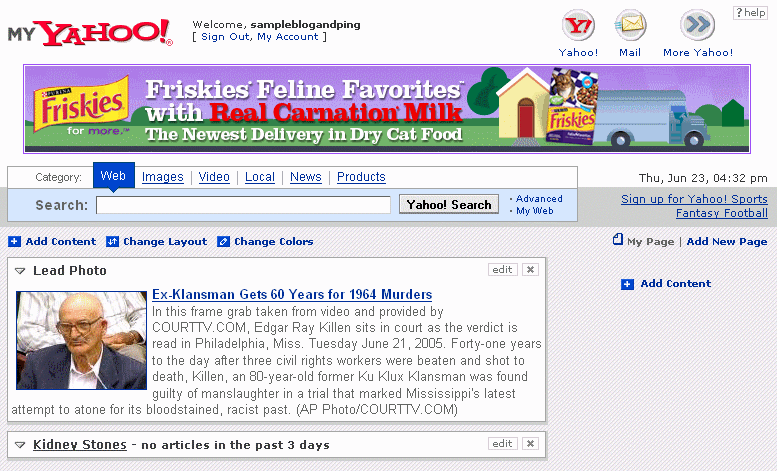 MY YAHOO!
Welcome, sampleblogandping
[ Sign Out, My Account ]
Yahoo! Mail More Yahoo!
? help
PURINA
Friskies
for more.™
Friskies® Feline Favorites™
with Real Carnation® Milk
The Newest Delivery in Dry Cat Food
Friskies
Category: Web Images Video Local News Products
Search: Yahoo! Search
· Advanced
· My Web
Thu, Jun 23, 04:32 pm
Sign up for Yahoo! Sports
Fantasy Football
Add Content Change Layout Change Colors
My Page | Add New Page
Add Content
Lead Photo edit
Ex-Klansman Gets 60 Years for 1964 Murders
In this frame grab taken from video and provided by
COURTTV.COM, Edgar Ray Killen sits in court as the verdict is
read in Philadelphia, Miss. Tuesday June 21, 2005. Forty-one years
to the day after three civil rights workers were beaten and shot to
death, Killen, an 80-year-old former Ku Klux Klansman was found
guilty of manslaughter in a trial that marked Mississippi's latest
attempt to atone for its bloodstained, racist past. (AP Photo/COURTTV.COM)
Kidney Stones - no articles in the past 3 days edit